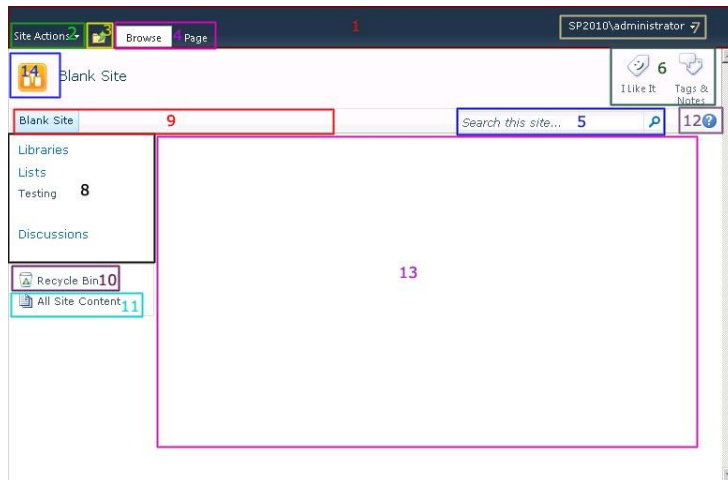 1
SP2010\administrator 7
Site Actions 2 3 Browse 4 Page
14 Blank Site
6
I Like It Tags & Notes
Blank Site 9 Search this site... 5 12
Libraries
Lists
Testing 8
Discussions
13
Recycle Bin 10
All Site Content 11